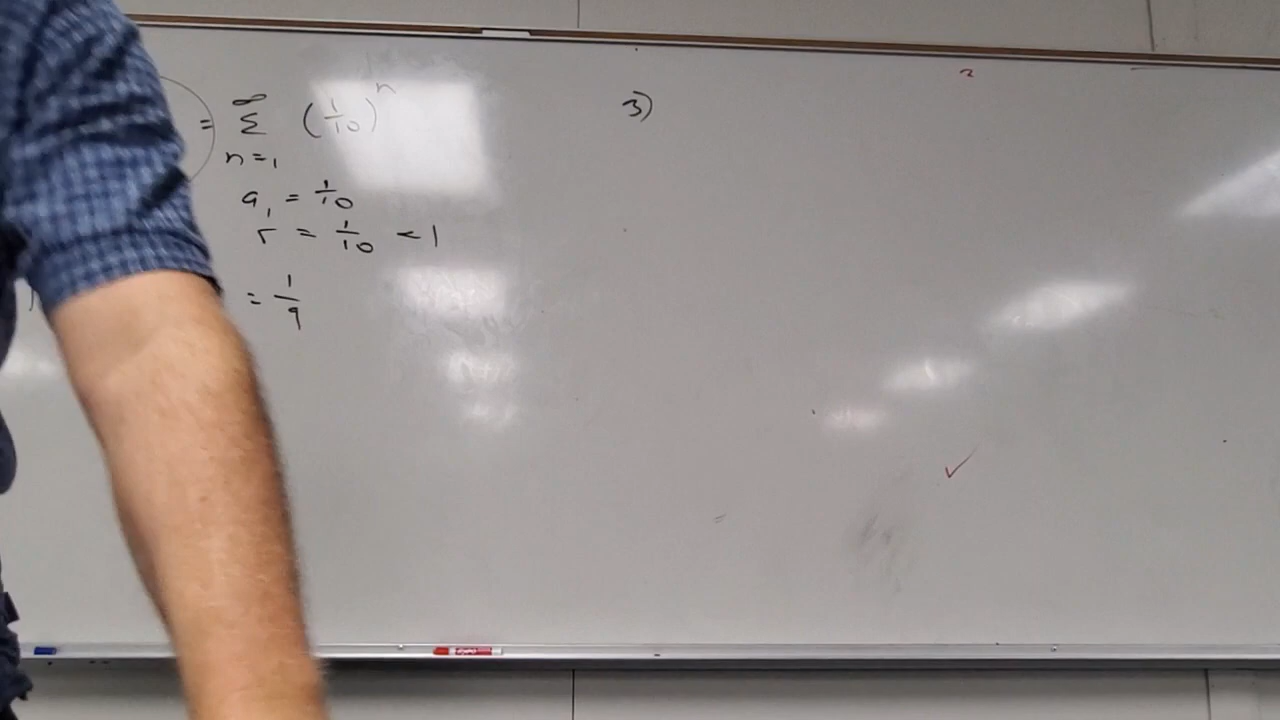 = ∞ Σ n=1 (1/10)^n
a₁ = 1/10
r = 1/10 < 1
= 1/9
3)